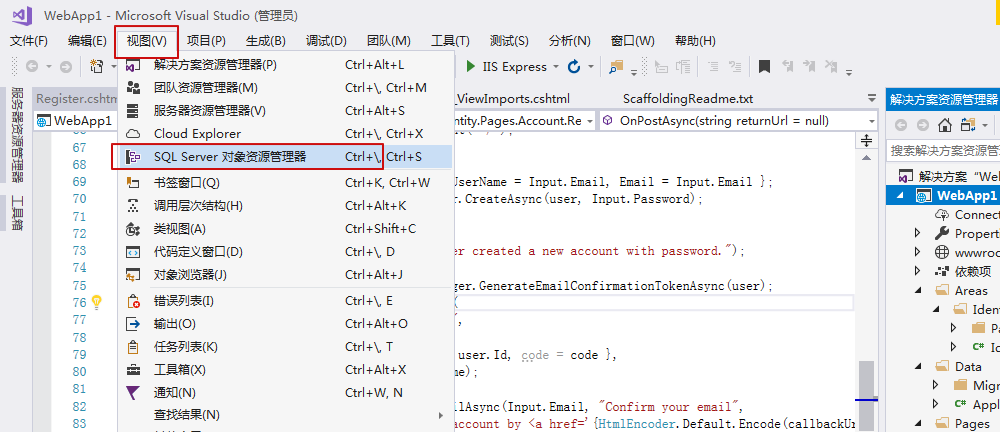 WebApp1 - Microsoft Visual Studio (管理员)
文件(F) 编辑(E) 视图(V) 项目(P) 生成(B) 调试(D) 团队(M) 工具(T) 测试(S) 分析(N) 窗口(W) 帮助(H)
IIS Express
服务器资源管理器
工具箱
Register.cshtm
_ViewImports.cshtml
ScaffoldingReadme.txt
WebApp1
entity.Pages.Account.Re
OnPostAsync(string returnUrl = null)
解决方案资源管理器(P) Ctrl+Alt+L
团队资源管理器(M) Ctrl+\, Ctrl+M
服务器资源管理器(V) Ctrl+Alt+S
Cloud Explorer Ctrl+\, Ctrl+X
SQL Server 对象资源管理器 Ctrl+\, Ctrl+S
书签窗口(Q) Ctrl+K, Ctrl+W
调用层次结构(H) Ctrl+Alt+K
类视图(A) Ctrl+Shift+C
代码定义窗口(D) Ctrl+\, D
对象浏览器(J) Ctrl+Alt+J
错误列表(I) Ctrl+\, E
输出(O) Ctrl+Alt+O
任务列表(K) Ctrl+\, T
工具箱(X) Ctrl+Alt+X
通知(N) Ctrl+W, N
查找结果(N)
67
68
69 UserName = Input.Email, Email = Input.Email };
70 r.CreateAsync(user, Input.Password);
71
72
73 er created a new account with password.");
74
75 ger.GenerateEmailConfirmationTokenAsync(user);
76 (
77 ,
78
79 user.Id, code = code },
80 me);
81
82 ilAsync(Input.Email, "Confirm your email",
83 account by <a href='{HtmlEncoder.Default.Encode(callbackU
解决方案资源管理器
搜索解决方案资源管理器
解决方案“Web
WebApp1
Connect
Propert
wwwroo
依赖项
Areas
Iden
Pa
Ic
Data
Migr
Appl
Pages